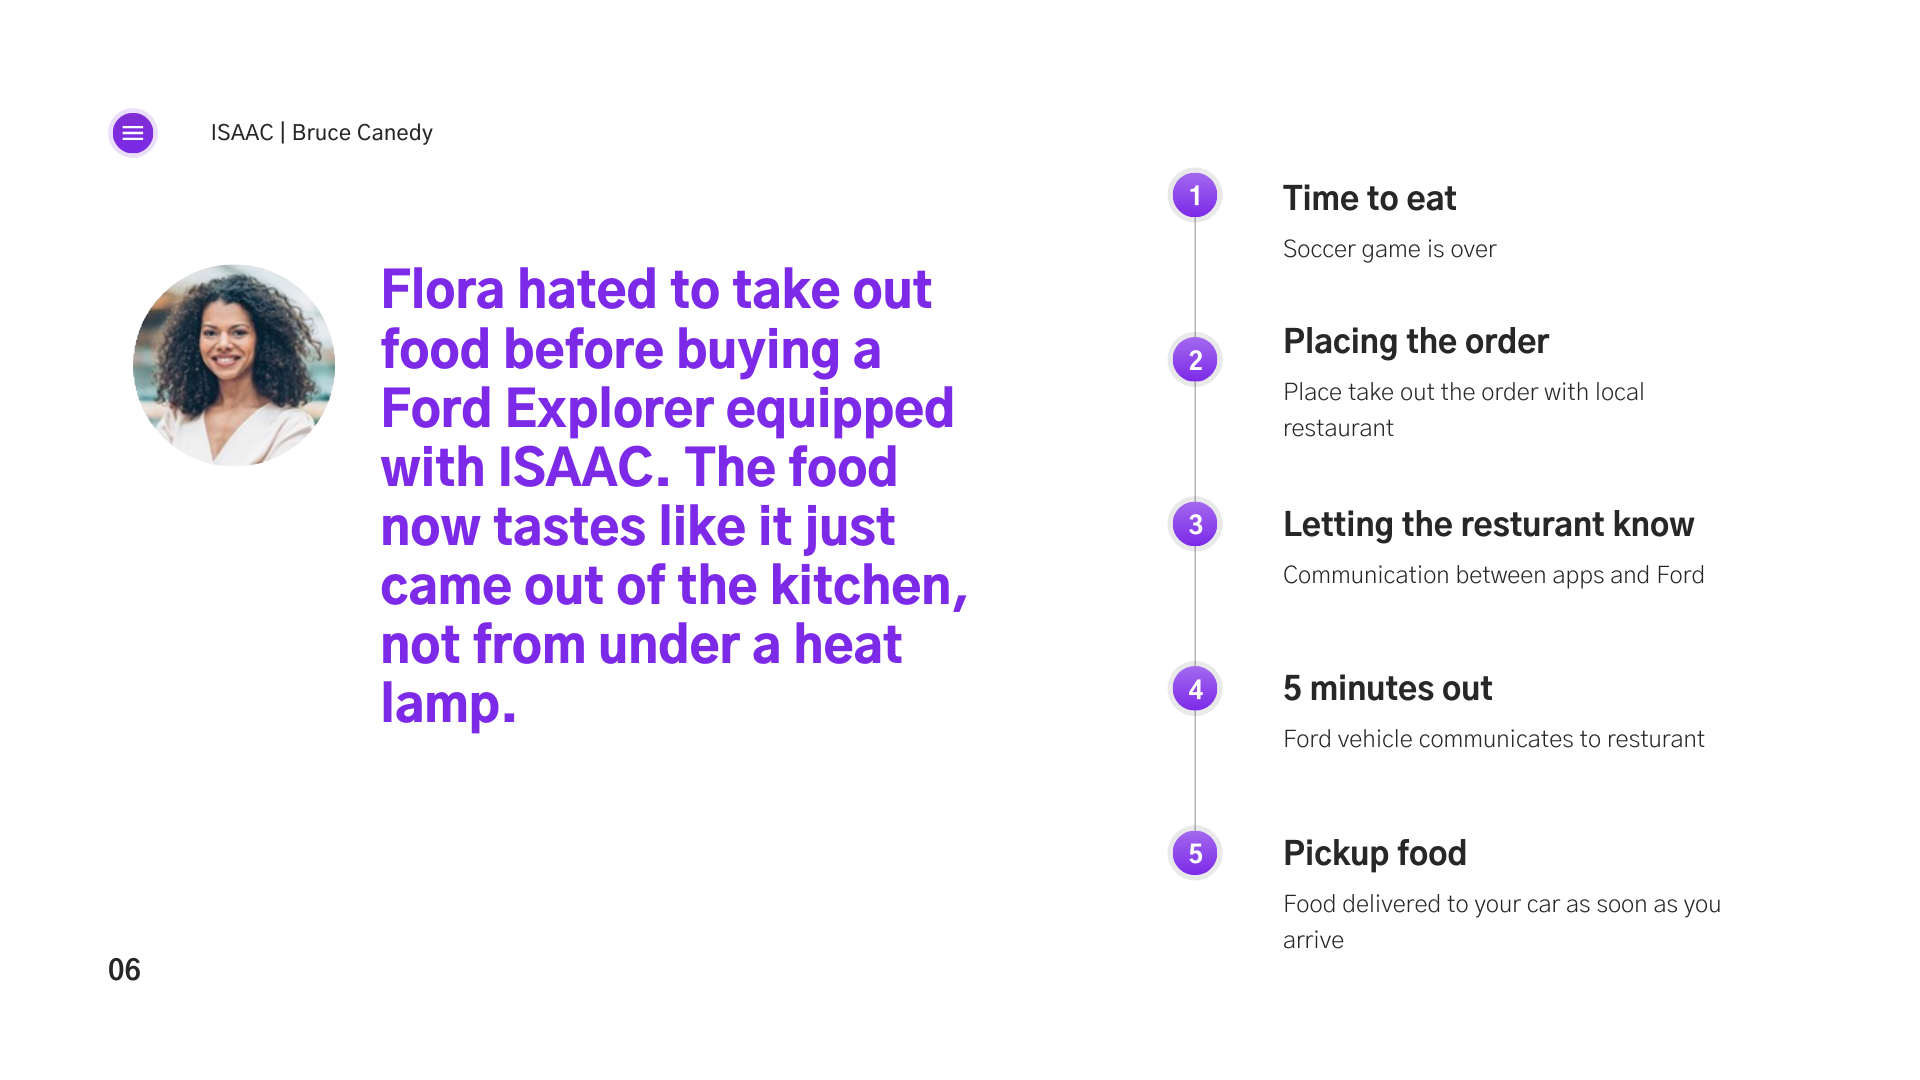 ISAAC | Bruce Canedy
Flora hated to take out
food before buying a
Ford Explorer equipped
with ISAAC. The food
now tastes like it just
came out of the kitchen,
not from under a heat
lamp.
1
Time to eat
Soccer game is over
2
Placing the order
Place take out the order with local
restaurant
3
Letting the resturant know
Communication between apps and Ford
4
5 minutes out
Ford vehicle communicates to resturant
5
Pickup food
Food delivered to your car as soon as you
arrive
06